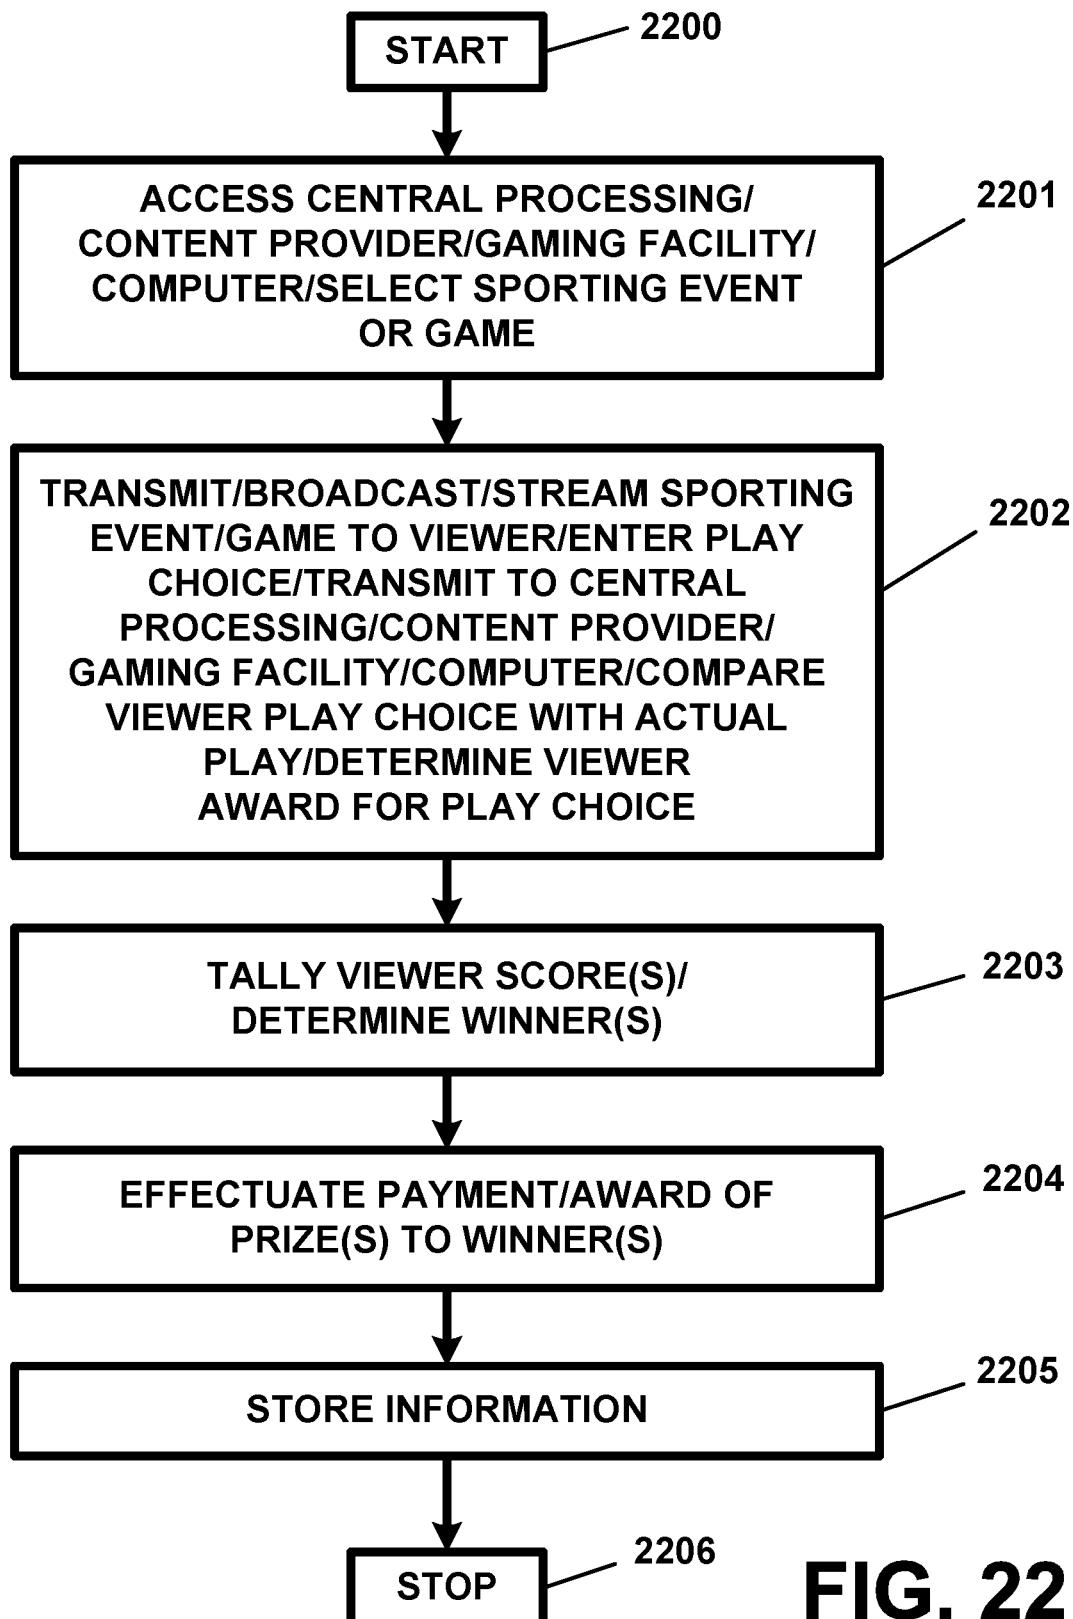 START
2200
ACCESS CENTRAL PROCESSING/
CONTENT PROVIDER/GAMING FACILITY/
COMPUTER/SELECT SPORTING EVENT
OR GAME
2201
TRANSMIT/BROADCAST/STREAM SPORTING
EVENT/GAME TO VIEWER/ENTER PLAY
CHOICE/TRANSMIT TO CENTRAL
PROCESSING/CONTENT PROVIDER/
GAMING FACILITY/COMPUTER/COMPARE
VIEWER PLAY CHOICE WITH ACTUAL
PLAY/DETERMINE VIEWER
AWARD FOR PLAY CHOICE
2202
TALLY VIEWER SCORE(S)/
DETERMINE WINNER(S)
2203
EFFECTUATE PAYMENT/AWARD OF
PRIZE(S) TO WINNER(S)
2204
STORE INFORMATION
2205
STOP
2206
FIG. 22